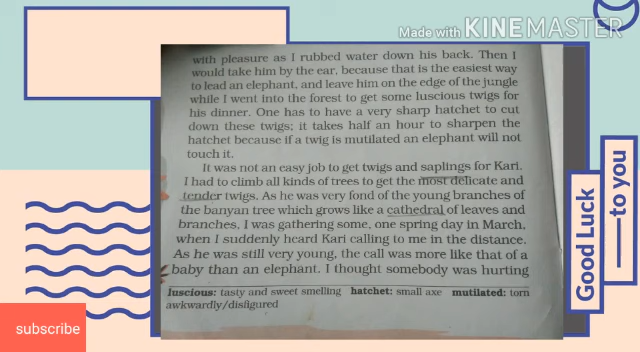 Made with KINEMASTER
with pleasure as I rubbed water down his back. Then I
would take him by the ear, because that is the easiest way
to lead an elephant, and leave him on the edge of the jungle
while I went into the forest to get some luscious twigs for
his dinner. One has to have a very sharp hatchet to cut
down these twigs; it takes half an hour to sharpen the
hatchet because if a twig is mutilated an elephant will not
touch it.
It was not an easy job to get twigs and saplings for Kari.
I had to climb all kinds of trees to get the most delicate and
tender twigs. As he was very fond of the young branches of
the banyan tree which grows like a cathedral of leaves and
branches, I was gathering some, one spring day in March,
when I suddenly heard Kari calling to me in the distance.
As he was still very young, the call was more like that of a
baby than an elephant. I thought somebody was hurting
luscious: tasty and sweet smelling hatchet: small axe mutilated: torn
awkwardly/disfigured
Good Luck
to you
subscribe